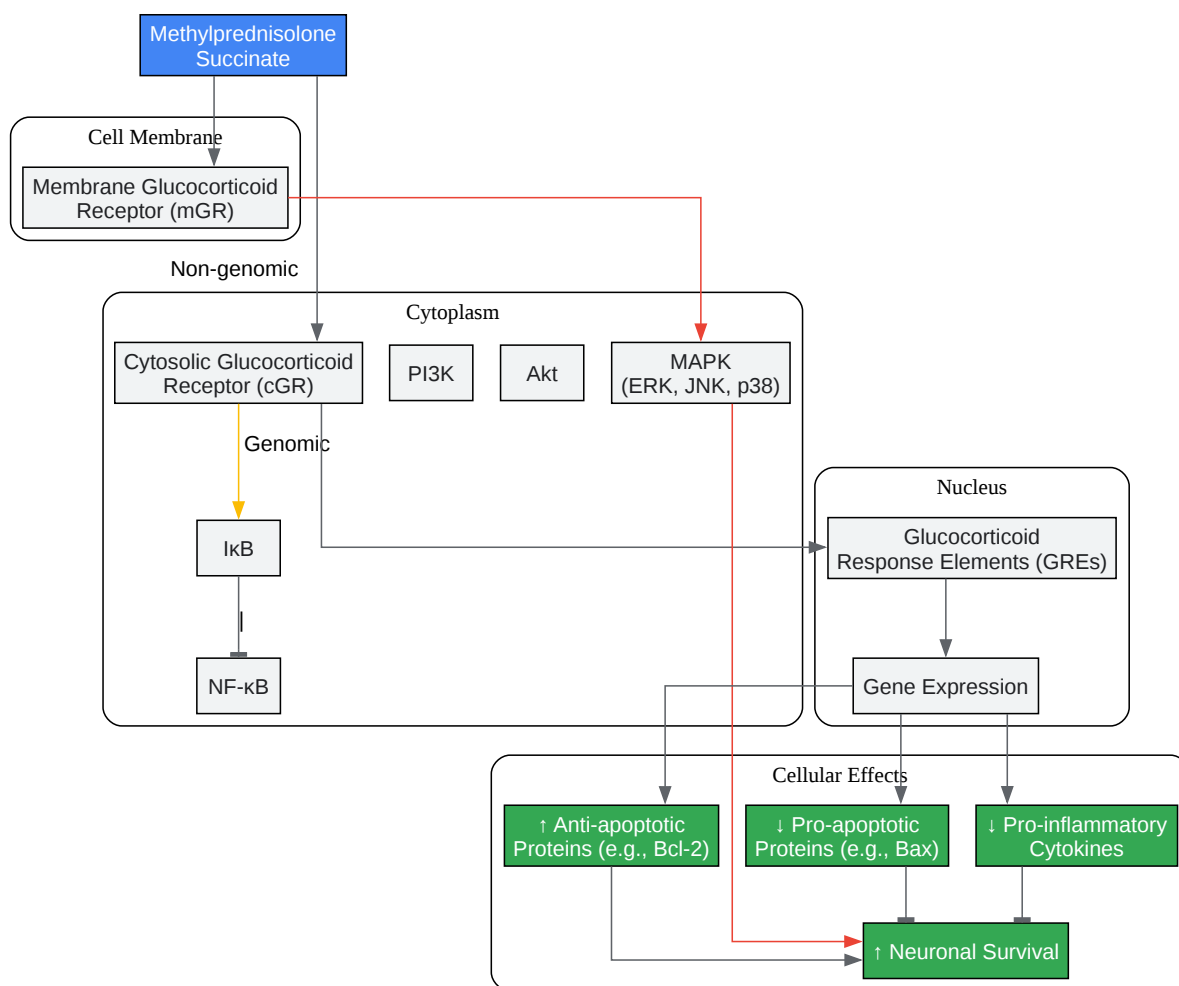 Methylprednisolone
Succinate
Cell Membrane
Membrane Glucocorticoid
Receptor (mGR)
Non-genomic
Cytoplasm
Cytosolic Glucocorticoid
Receptor (cGR)
PI3K
Akt
MAPK
(ERK, JNK, p38)
Genomic
Nucleus
Glucocorticoid
Response Elements (GREs)
IκB
|
NF-κB
Gene Expression
Cellular Effects
↑ Anti-apoptotic
Proteins (e.g., Bcl-2)
↓ Pro-apoptotic
Proteins (e.g., Bax)
↓ Pro-inflammatory
Cytokines
↑ Neuronal Survival